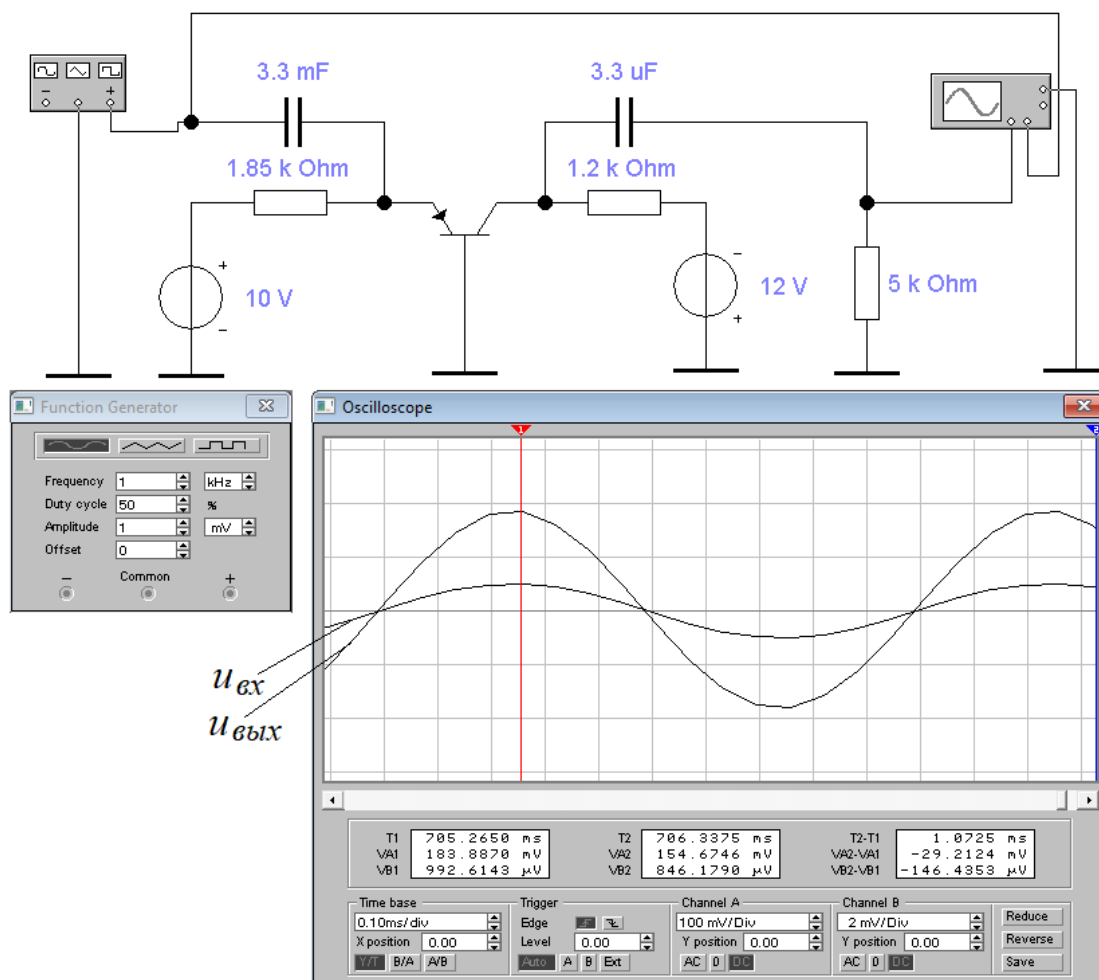 3.3 mF
3.3 uF
− +
1.85 k Ohm
1.2 k Ohm
+
10 V
−
−
12 V
+
5 k Ohm
Function Generator
Frequency 1 kHz
Duty cycle 50 %
Amplitude 1 mV
Offset 0
− Common +
Oscilloscope
1
2
uвх
uвых
T1 705.2650 ms
VA1 183.8870 mV
VB1 992.6143 µV
T2 706.3375 ms
VA2 154.6746 mV
VB2 846.1790 µV
T2-T1 1.0725 ms
VA2-VA1 -29.2124 mV
VB2-VB1 -146.4353 µV
Time base
0.10ms/div
X position 0.00
Y/T B/A A/B
Trigger
Edge
Level 0.00
Auto A B Ext
Channel A
100 mV/Div
Y position 0.00
AC 0 DC
Channel B
2 mV/Div
Y position 0.00
AC 0 DC
Reduce
Reverse
Save